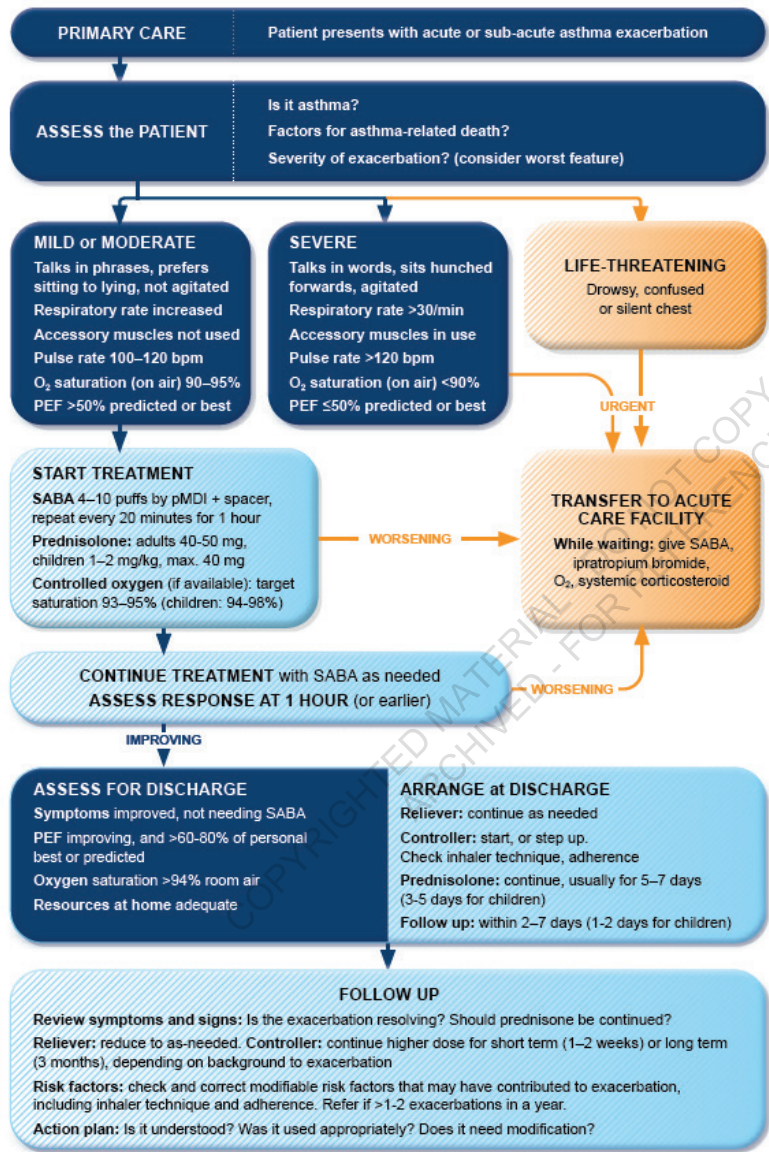 PRIMARY CARE
Patient presents with acute or sub-acute asthma exacerbation
ASSESS the PATIENT
Is it asthma?
Factors for asthma-related death?
Severity of exacerbation? (consider worst feature)
MILD or MODERATE
Talks in phrases, prefers
sitting to lying, not agitated
Respiratory rate increased
Accessory muscles not used
Pulse rate 100–120 bpm
O₂ saturation (on air) 90–95%
PEF >50% predicted or best
SEVERE
Talks in words, sits hunched
forwards, agitated
Respiratory rate >30/min
Accessory muscles in use
Pulse rate >120 bpm
O₂ saturation (on air) <90%
PEF ≤50% predicted or best
LIFE-THREATENING
Drowsy, confused
or silent chest
URGENT
START TREATMENT
SABA 4–10 puffs by pMDI + spacer,
repeat every 20 minutes for 1 hour
Prednisolone: adults 40-50 mg,
children 1–2 mg/kg, max. 40 mg
Controlled oxygen (if available): target
saturation 93–95% (children: 94-98%)
WORSENING
TRANSFER TO ACUTE
CARE FACILITY
While waiting: give SABA,
ipratropium bromide,
O₂, systemic corticosteroid
CONTINUE TREATMENT with SABA as needed
ASSESS RESPONSE AT 1 HOUR (or earlier)
WORSENING
IMPROVING
ASSESS FOR DISCHARGE
Symptoms improved, not needing SABA
PEF improving, and >60-80% of personal
best or predicted
Oxygen saturation >94% room air
Resources at home adequate
ARRANGE at DISCHARGE
Reliever: continue as needed
Controller: start, or step up.
Check inhaler technique, adherence
Prednisolone: continue, usually for 5–7 days
(3-5 days for children)
Follow up: within 2–7 days (1-2 days for children)
FOLLOW UP
Review symptoms and signs: Is the exacerbation resolving? Should prednisone be continued?
Reliever: reduce to as-needed. Controller: continue higher dose for short term (1–2 weeks) or long term
(3 months), depending on background to exacerbation
Risk factors: check and correct modifiable risk factors that may have contributed to exacerbation,
including inhaler technique and adherence. Refer if >1-2 exacerbations in a year.
Action plan: Is it understood? Was it used appropriately? Does it need modification?
COPYRIGHTED MATERIAL - DO NOT COPY
ARCHIVED - FOR